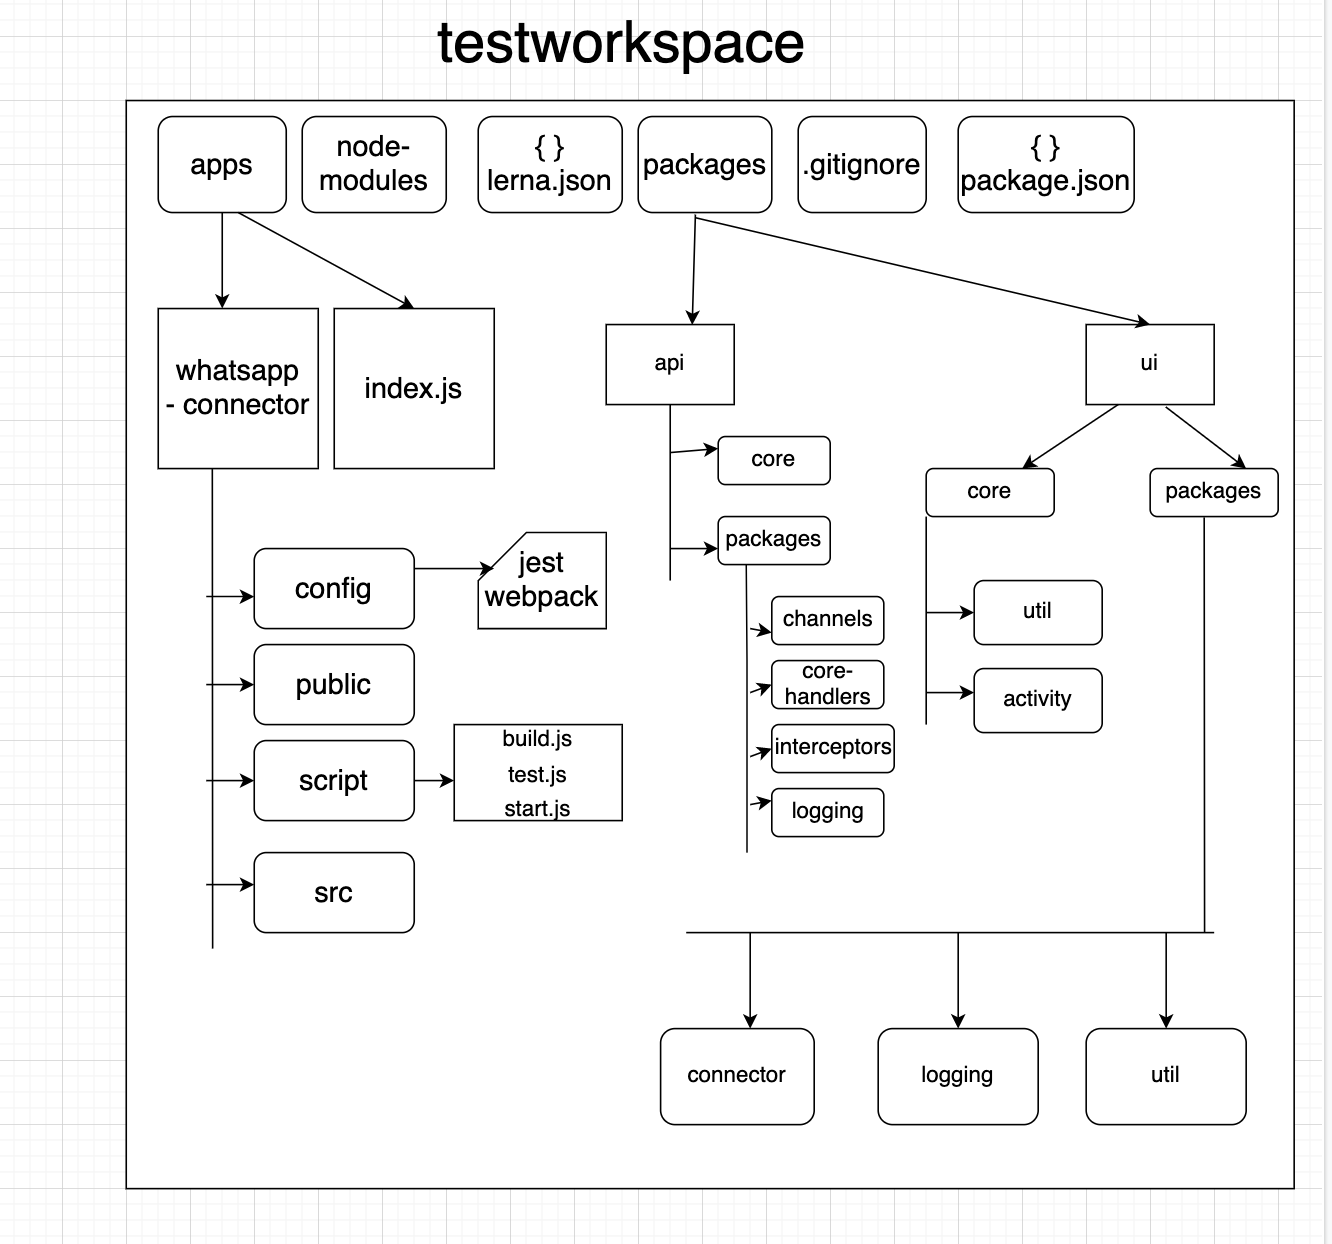 testworkspace
apps
node-
modules
{ }
lerna.json
packages
.gitignore
{ }
package.json
whatsapp
- connector
index.js
api
ui
core
packages
core
packages
config
jest
webpack
public
script
build.js
test.js
start.js
src
channels
core-
handlers
interceptors
logging
util
activity
connector
logging
util